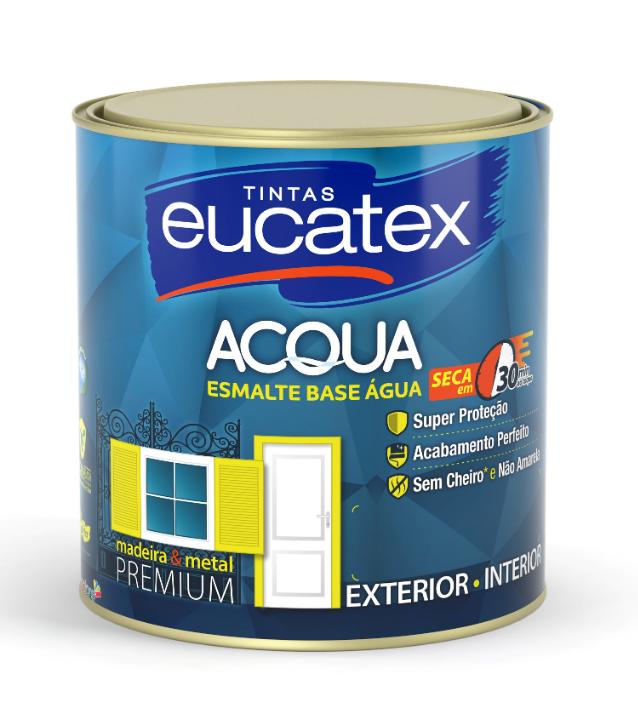 TINTAS
eucatex
ACQUA
ESMALTE BASE ÁGUA
SECA
em
30 min
Super Proteção
Acabamento Perfeito
Sem Cheiro* e Não Amarela
madeira & metal
PREMIUM
EXTERIOR • INTERIOR